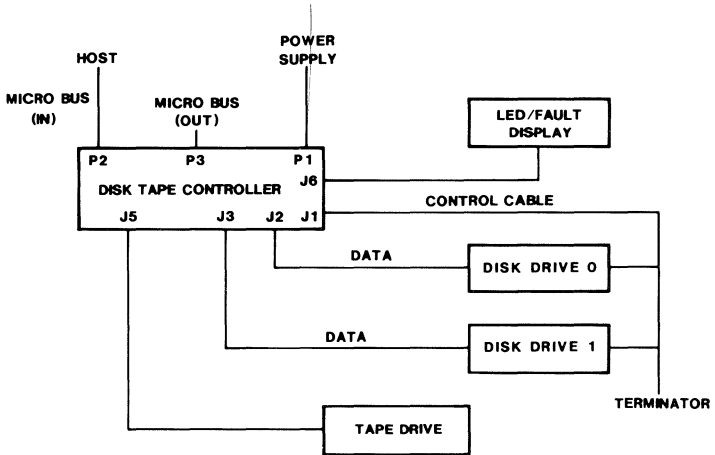 POWER
SUPPLY
HOST
MICRO BUS
(IN)
MICRO BUS
(OUT)
LED/FAULT
DISPLAY
P2 P3 P1
J6
DISK TAPE CONTROLLER
CONTROL CABLE
J5 J3 J2 J1
DATA
DISK DRIVE 0
DATA
DISK DRIVE 1
TERMINATOR
TAPE DRIVE